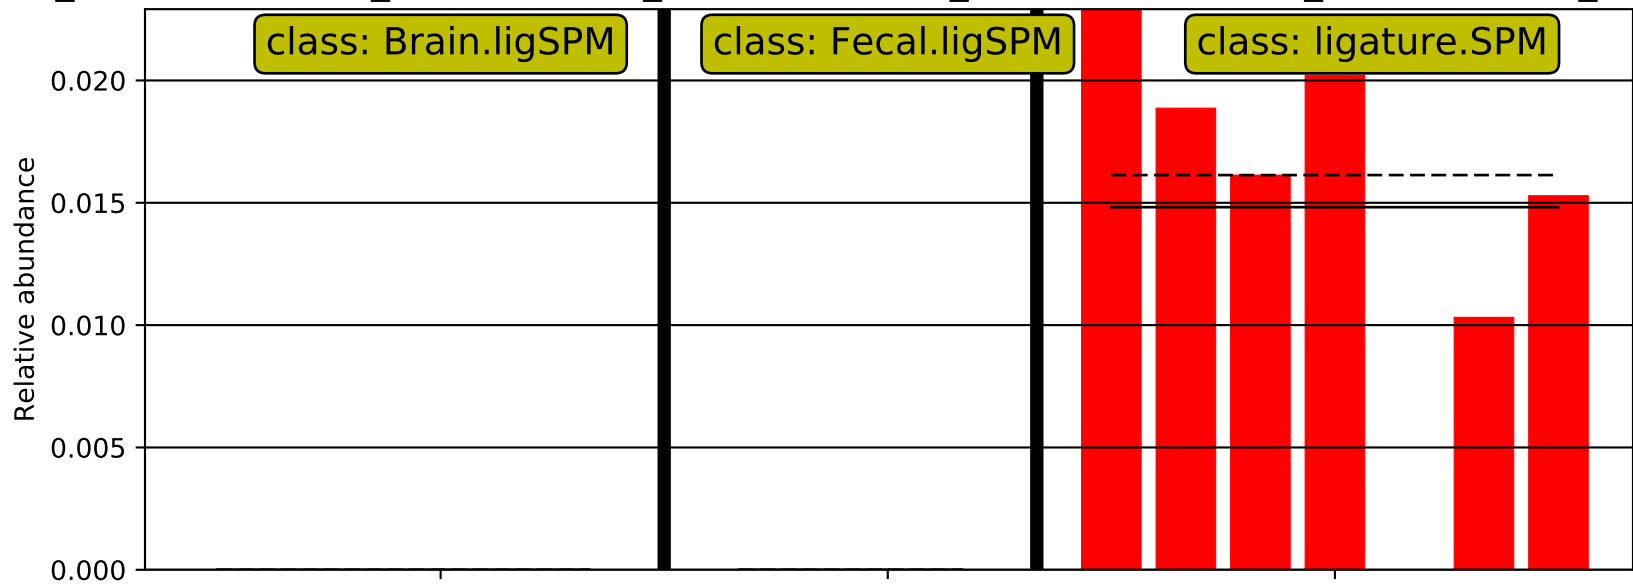 class: Brain.ligSPM
class: Fecal.ligSPM
class: ligature.SPM
0.020
0.015
0.010
0.005
0.000
Relative abundance